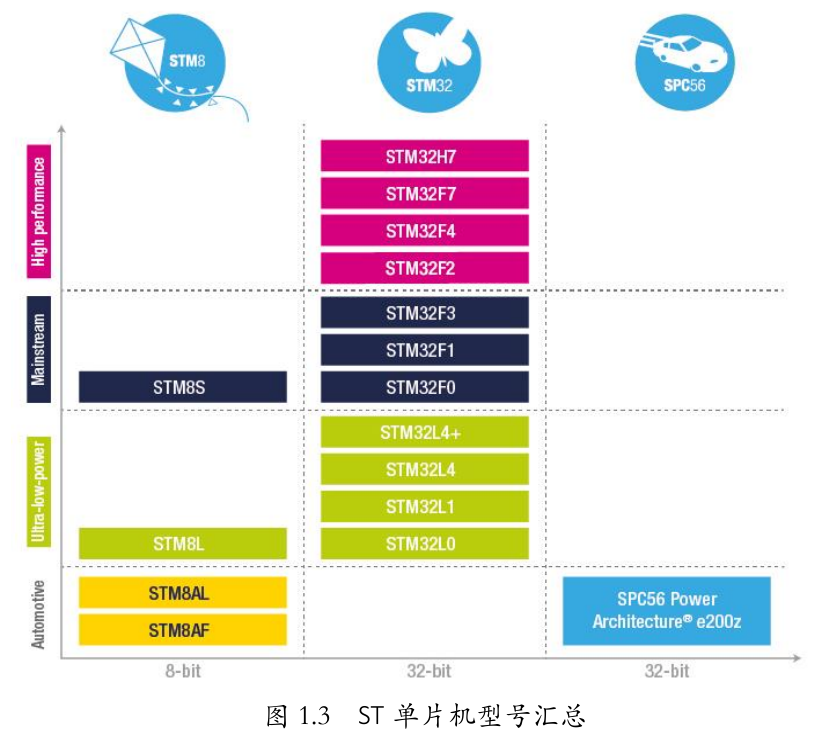 STM8
STM32
SPC56
High performance
STM32H7
STM32F7
STM32F4
STM32F2
Mainstream
STM32F3
STM32F1
STM8S
STM32F0
Ultra-low-power
STM32L4+
STM32L4
STM32L1
STM8L
STM32L0
Automotive
STM8AL
STM8AF
SPC56 Power
Architecture® e200z
8-bit
32-bit
32-bit
图 1.3 ST 单片机型号汇总